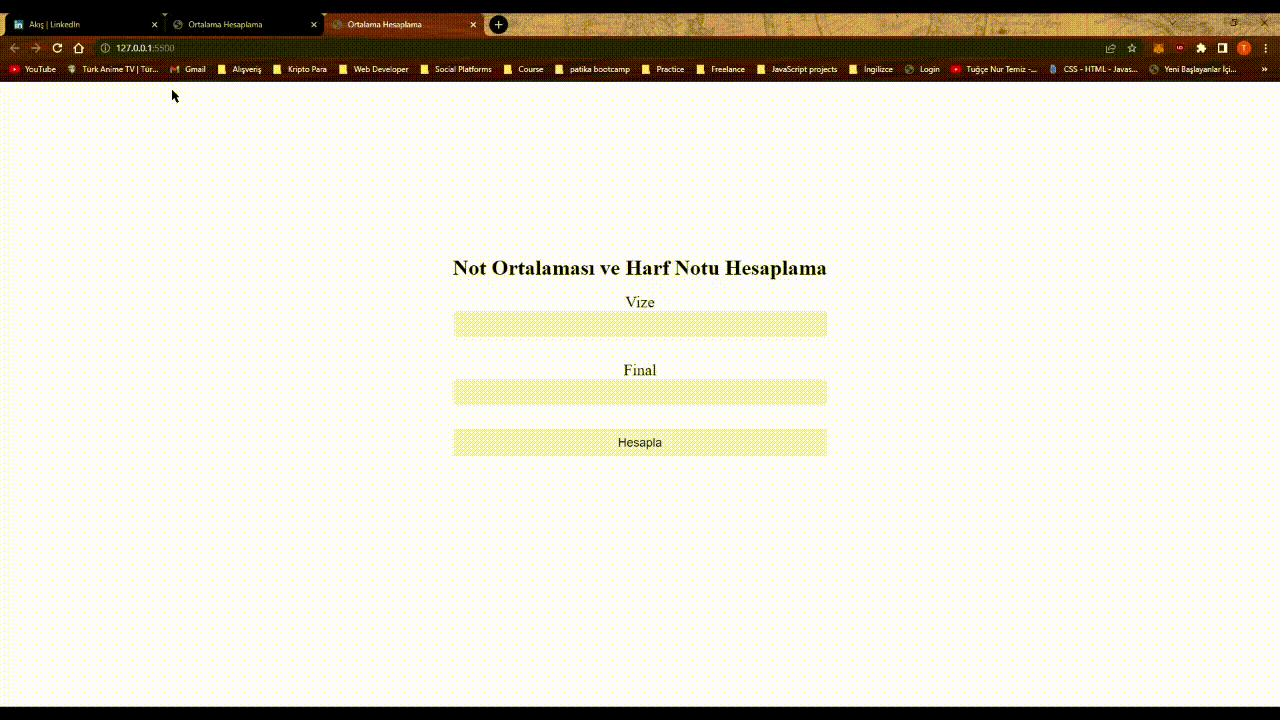 Akış | LinkedIn
Ortalama Hesaplama
Ortalama Hesaplama
127.0.0.1:5500
YouTube
Türk Anime TV | Tür...
Gmail
Alışveriş
Kripto Para
Web Developer
Social Platforms
Course
patika bootcamp
Practice
Freelance
JavaScript projects
İngilizce
Login
Tuğçe Nur Temiz -...
CSS - HTML - Javas...
Yeni Başlayanlar İçi...
»
Not Ortalaması ve Harf Notu Hesaplama
Vize
Final
Hesapla